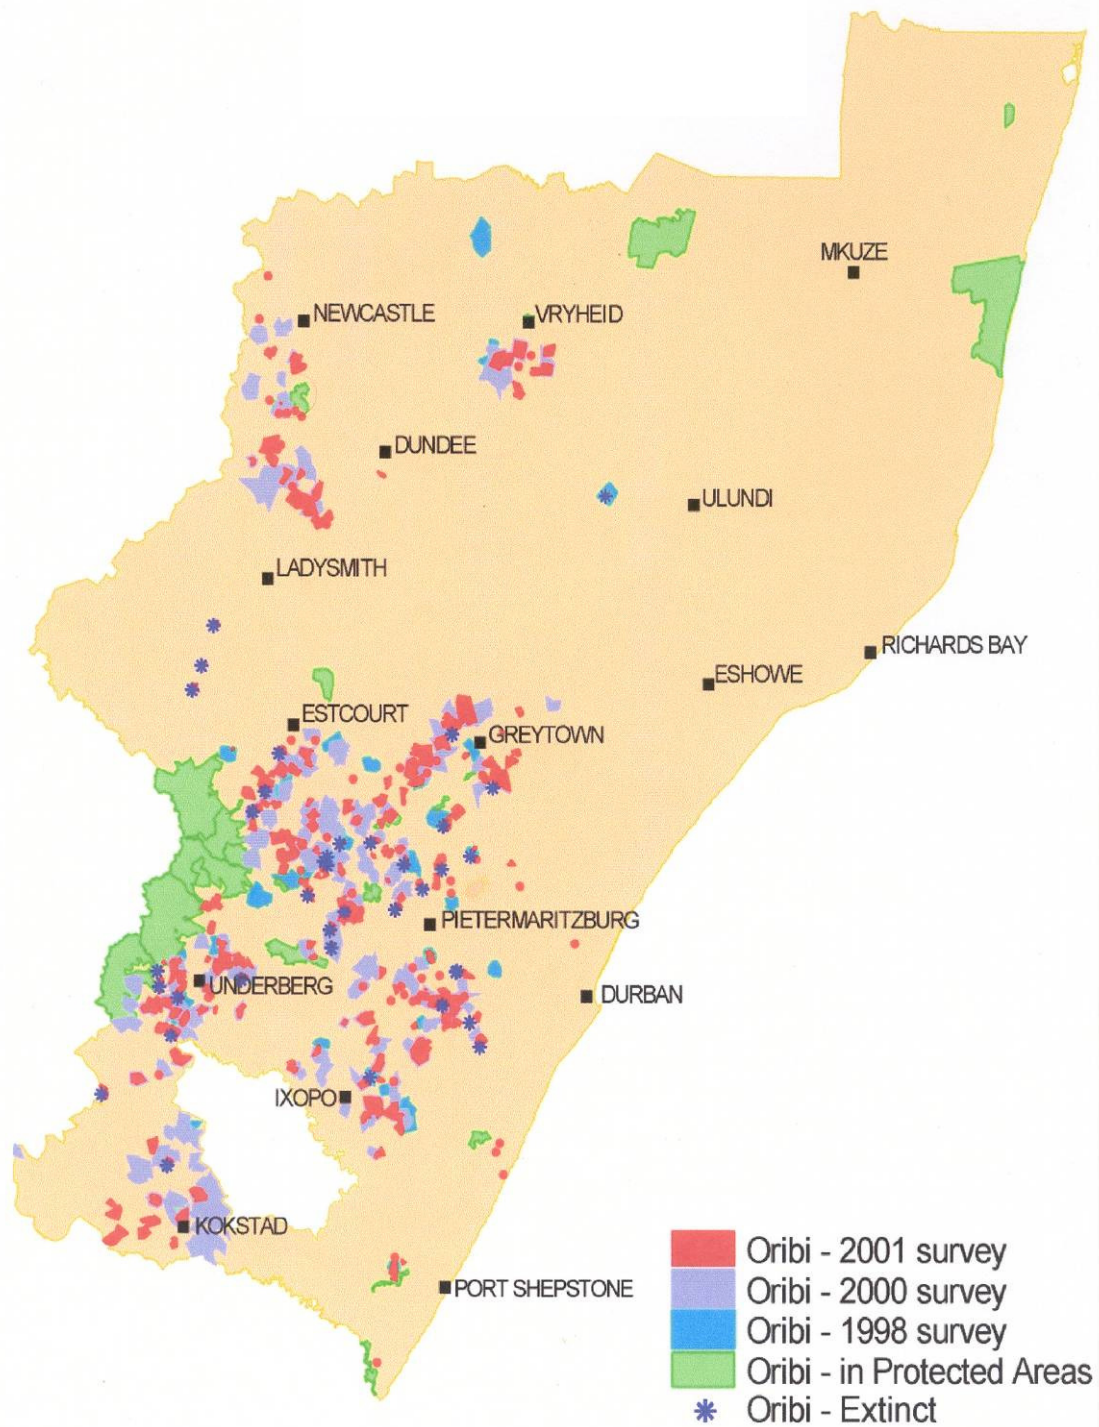 MKUZE
NEWCASTLE
VRYHEID
DUNDEE
ULUNDI
LADYSMITH
RICHARDS BAY
ESHOWE
ESTCOURT
GREYTOWN
PIETERMARITZBURG
UNDERBERG
DURBAN
IXOPO
KOKSTAD
PORT SHEPSTONE
Oribi - 2001 survey
Oribi - 2000 survey
Oribi - 1998 survey
Oribi - in Protected Areas
Oribi - Extinct